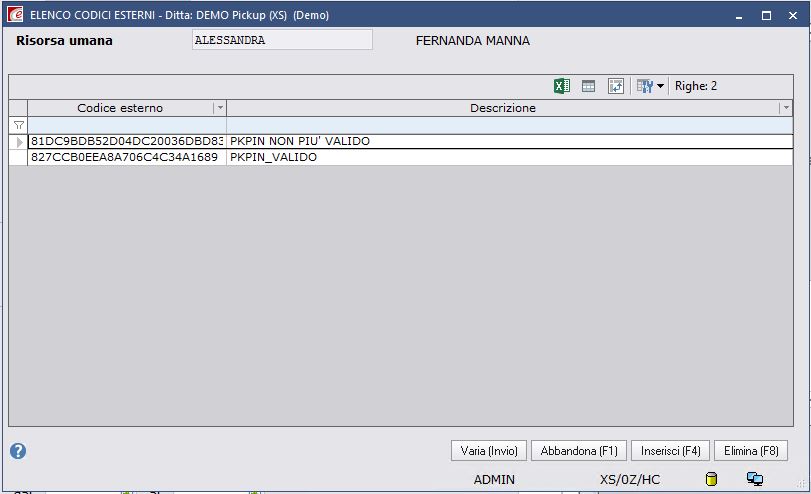 ELENCO CODICI ESTERNI - Ditta: DEMO Pickup (XS) (Demo)
Risorsa umana ALESSANDRA FERNANDA MANNA
Righe: 2
Codice esterno Descrizione
81DC9BDB52D04DC20036DBD83 PKPIN NON PIU' VALIDO
827CCB0EEA8A706C4C34A1689 PKPIN_VALIDO
Varia (Invio) Abbandona (F1) Inserisci (F4) Elimina (F8)
ADMIN XS/0Z/HC